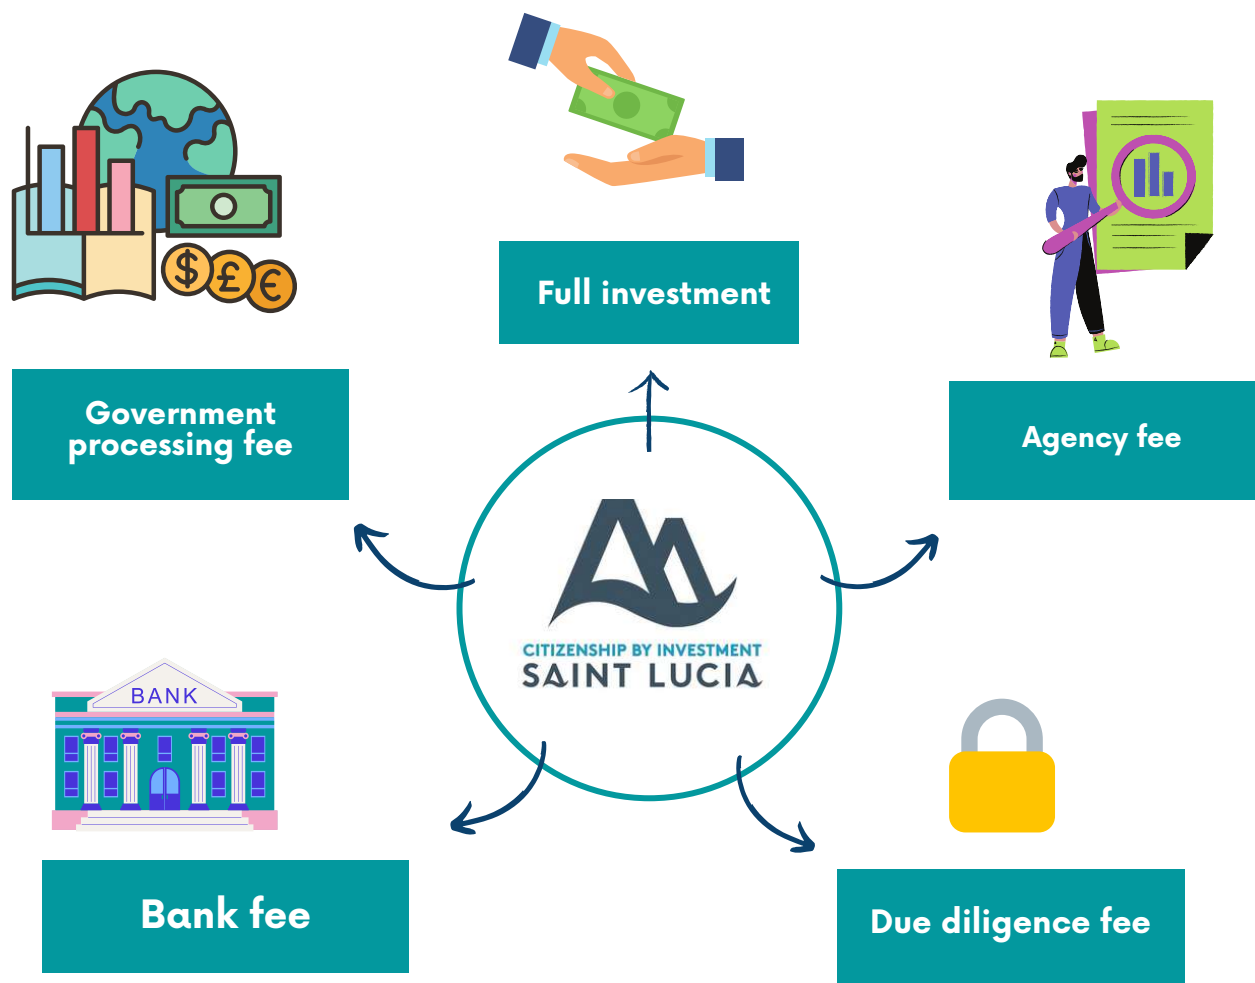 Full investment
Government
processing fee
$ £ €
Agency fee
CITIZENSHIP BY INVESTMENT
SAINT LUCIA
BANK
Bank fee
Due diligence fee